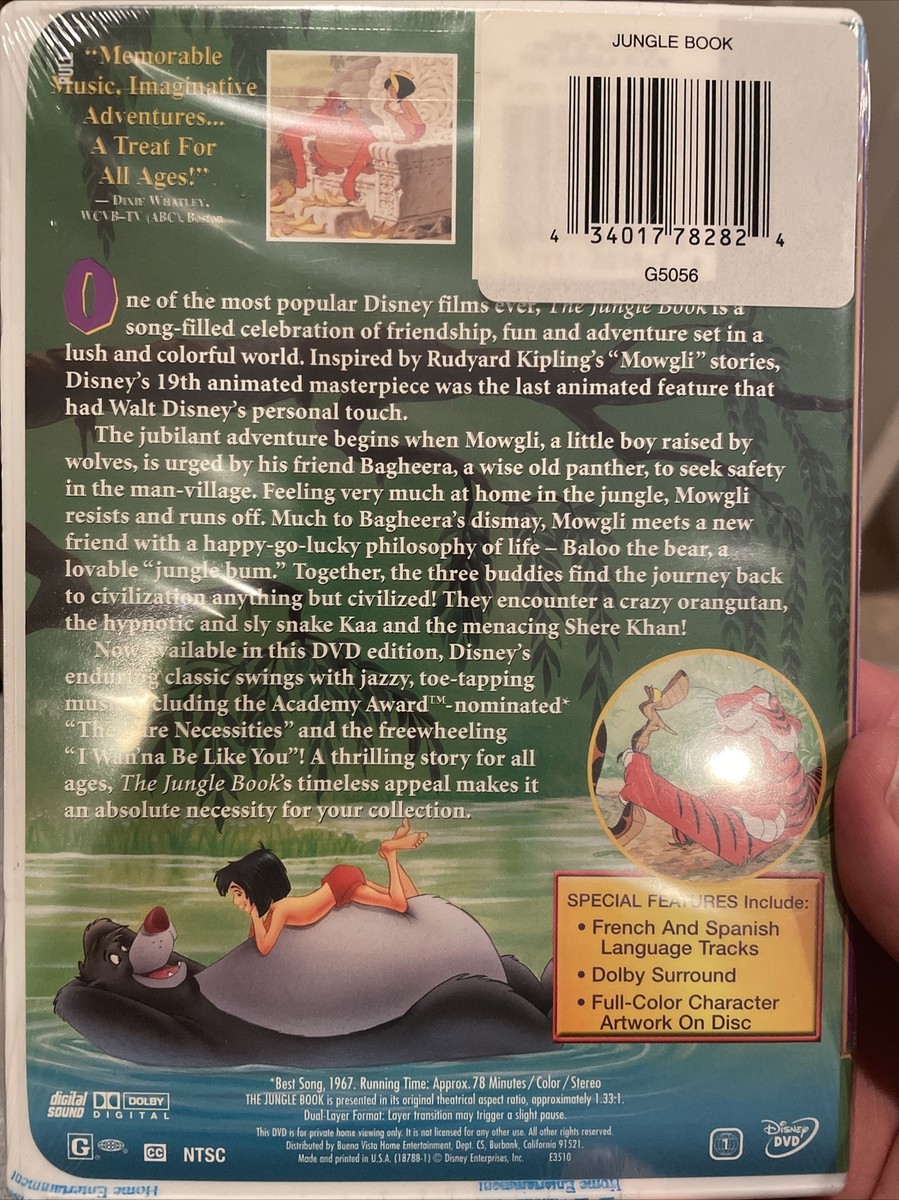 PULL
“Memorable
Music, Imaginative
Adventures...
A Treat For
All Ages!”
— Dixie Whatley,
WCVB–TV (ABC), Boston
JUNGLE BOOK
4 34017 78282 4
G5056
One of the most popular Disney films ever, The Jungle Book is a
song-filled celebration of friendship, fun and adventure set in a
lush and colorful world. Inspired by Rudyard Kipling’s “Mowgli” stories,
Disney’s 19th animated masterpiece was the last animated feature that
had Walt Disney’s personal touch.
The jubilant adventure begins when Mowgli, a little boy raised by
wolves, is urged by his friend Bagheera, a wise old panther, to seek safety
in the man-village. Feeling very much at home in the jungle, Mowgli
resists and runs off. Much to Bagheera’s dismay, Mowgli meets a new
friend with a happy-go-lucky philosophy of life – Baloo the bear, a
lovable “jungle bum.” Together, the three buddies find the journey back
to civilization anything but civilized! They encounter a crazy orangutan,
the hypnotic and sly snake Kaa and the menacing Shere Khan!
Now available in this DVD edition, Disney’s
enduring classic swings with jazzy, toe-tapping
music including the Academy Award™-nominated*
“The Bare Necessities” and the freewheeling
“I Wan’na Be Like You”! A thrilling story for all
ages, The Jungle Book’s timeless appeal makes it
an absolute necessity for your collection.
SPECIAL FEATURES Include:
• French And Spanish
Language Tracks
• Dolby Surround
• Full-Color Character
Artwork On Disc
*Best Song, 1967. Running Time: Approx. 78 Minutes / Color / Stereo
THE JUNGLE BOOK is presented in its original theatrical aspect ratio, approximately 1.33:1.
Dual-Layer Format: Layer transition may trigger a slight pause.
This DVD is for private home viewing only. It is not licensed for any other use. All other rights reserved.
Distributed by Buena Vista Home Entertainment, Dept. CS, Burbank, California 91521.
Made and printed in U.S.A. (18788-1) © Disney Enterprises, Inc. E3510
digital SOUND
DOLBY DIGITAL
G
CC
NTSC
1
Disney DVD
Home Entertainment